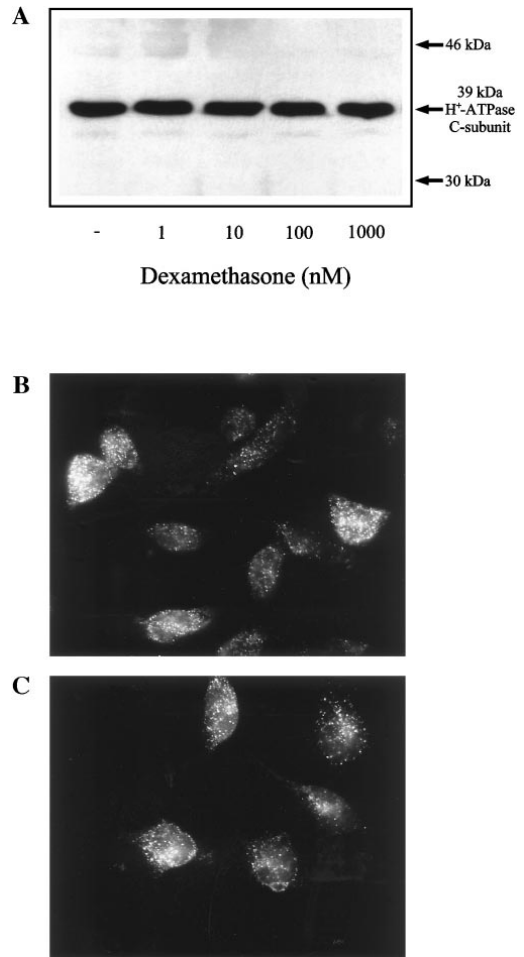 A
46 kDa
39 kDa
H⁺-ATPase
C-subunit
30 kDa
- 1 10 100 1000
Dexamethasone (nM)
B
C